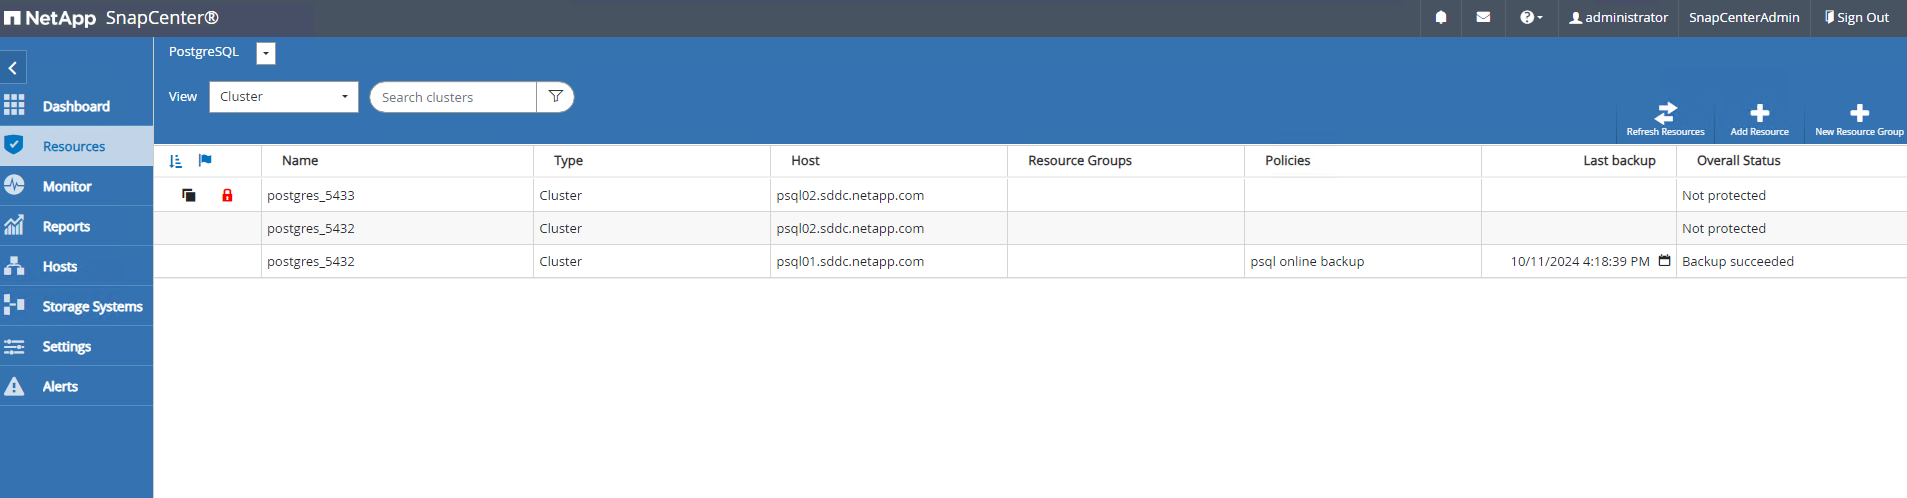 NetApp SnapCenter®
administrator
SnapCenterAdmin
Sign Out
PostgreSQL
View
Cluster
Search clusters
Refresh Resources
Add Resource
New Resource Group
Dashboard
Resources
Monitor
Reports
Hosts
Storage Systems
Settings
Alerts
Name Type Host Resource Groups Policies Last backup Overall Status
postgres_5433 Cluster psql02.sddc.netapp.com Not protected
postgres_5432 Cluster psql02.sddc.netapp.com Not protected
postgres_5432 Cluster psql01.sddc.netapp.com psql online backup 10/11/2024 4:18:39 PM Backup succeeded